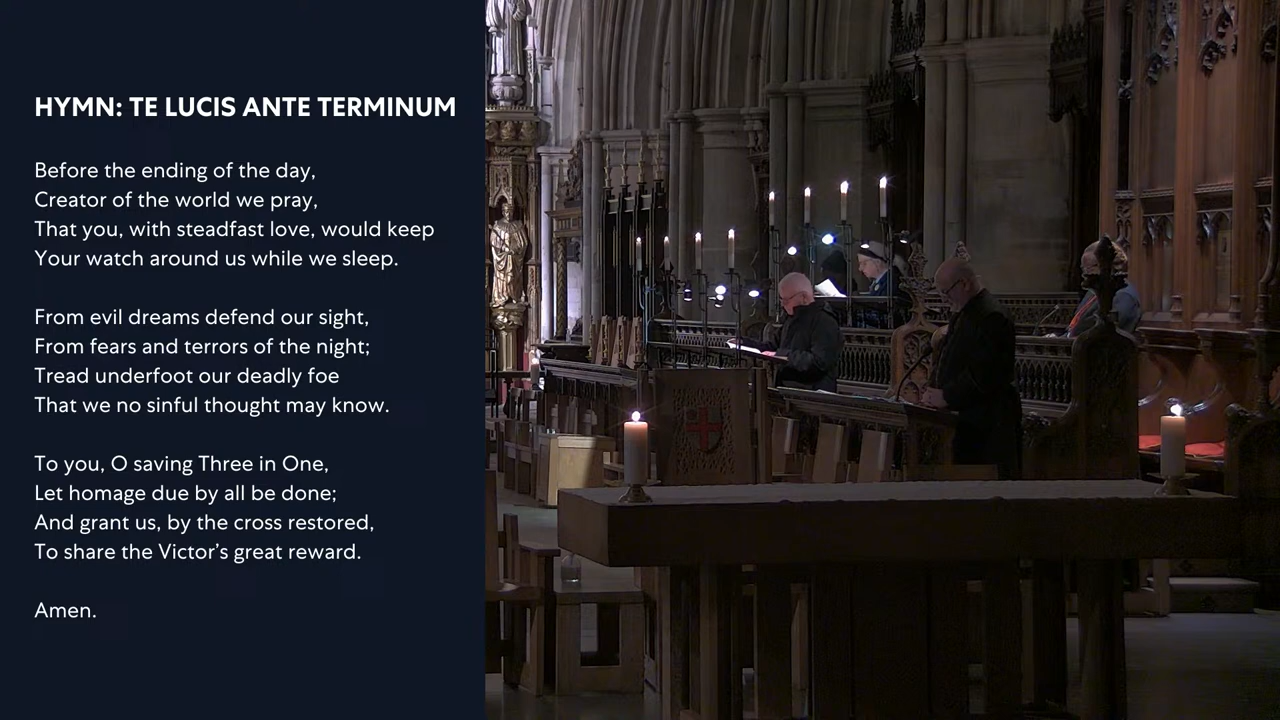 HYMN: TE LUCIS ANTE TERMINUM
Before the ending of the day,
Creator of the world we pray,
That you, with steadfast love, would keep
Your watch around us while we sleep.
From evil dreams defend our sight,
From fears and terrors of the night;
Tread underfoot our deadly foe
That we no sinful thought may know.
To you, O saving Three in One,
Let homage due by all be done;
And grant us, by the cross restored,
To share the Victor’s great reward.
Amen.